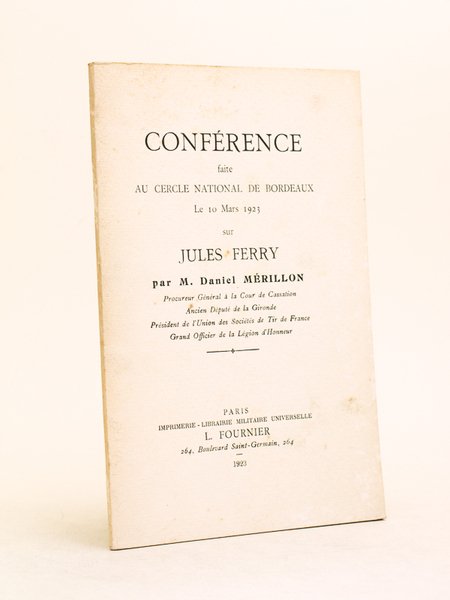 CONFÉRENCE
faite
AU CERCLE NATIONAL DE BORDEAUX
Le 10 Mars 1923
sur
JULES FERRY
par M. Daniel MÉRILLON
Procureur Général à la Cour de Cassation
Ancien Député de la Gironde
Président de l'Union des Sociétés de Tir de France
Grand Officier de la Légion d'Honneur
PARIS
IMPRIMERIE-LIBRAIRIE MILITAIRE UNIVERSELLE
L. FOURNIER
264, Boulevard Saint-Germain, 264
1923